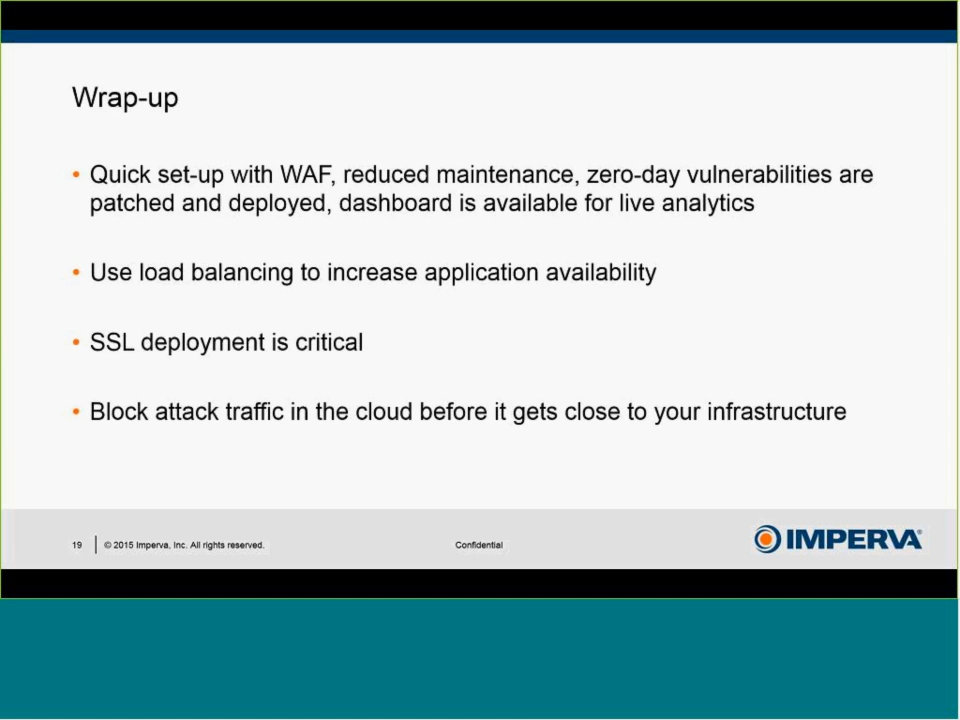 Wrap-up
• Quick set-up with WAF, reduced maintenance, zero-day vulnerabilities are
patched and deployed, dashboard is available for live analytics
• Use load balancing to increase application availability
• SSL deployment is critical
• Block attack traffic in the cloud before it gets close to your infrastructure
19 | © 2015 Imperva, Inc. All rights reserved. Confidential IMPERVA